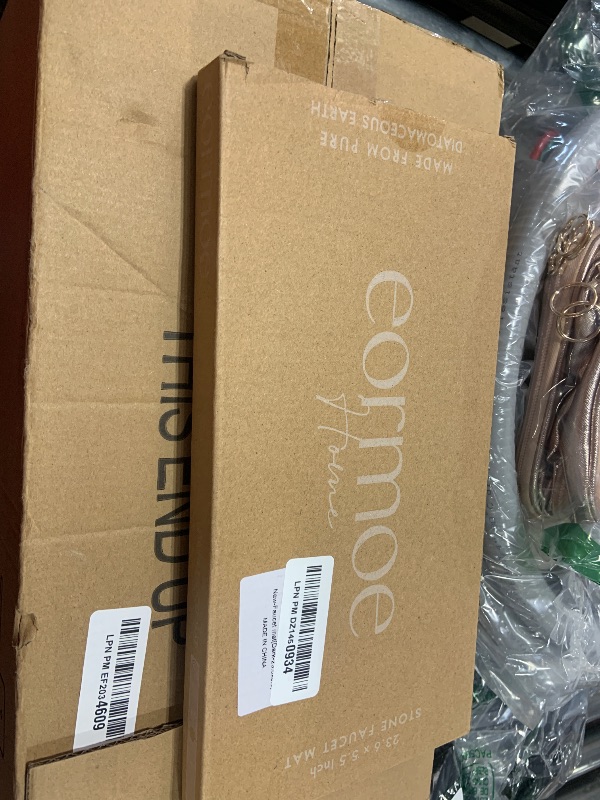 MADE FROM PURE
DIATOMACEOUS EARTH
eormoe
Home
23.6 x 5.5 Inch
STONE FAUCET MAT
LPN PM DZ1450934
MADE IN CHINA
THIS END UP
LPN PM EF2034609